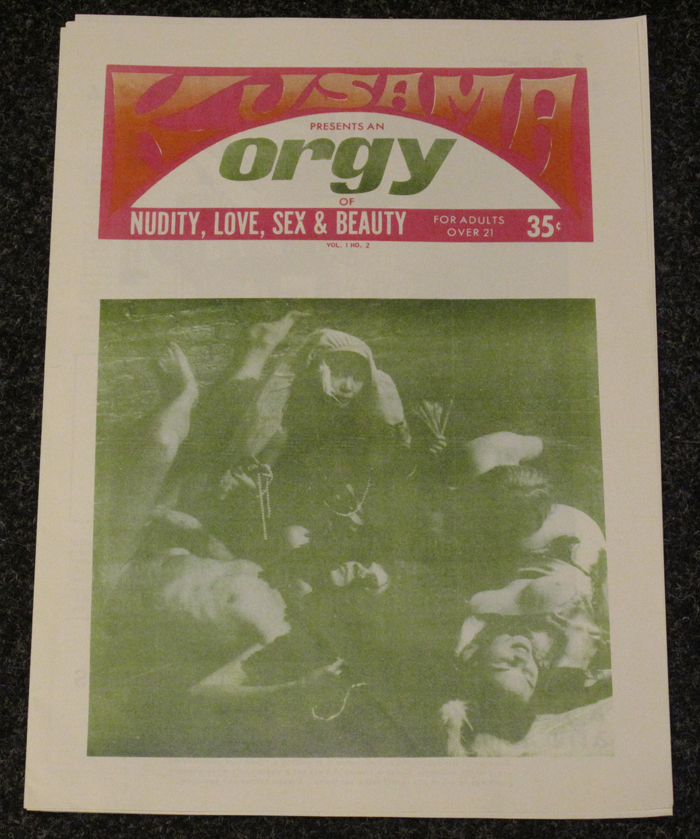 KUSAMA
PRESENTS AN
orgy
OF
NUDITY, LOVE, SEX & BEAUTY
FOR ADULTS
OVER 21
35¢
VOL. 1 NO. 2